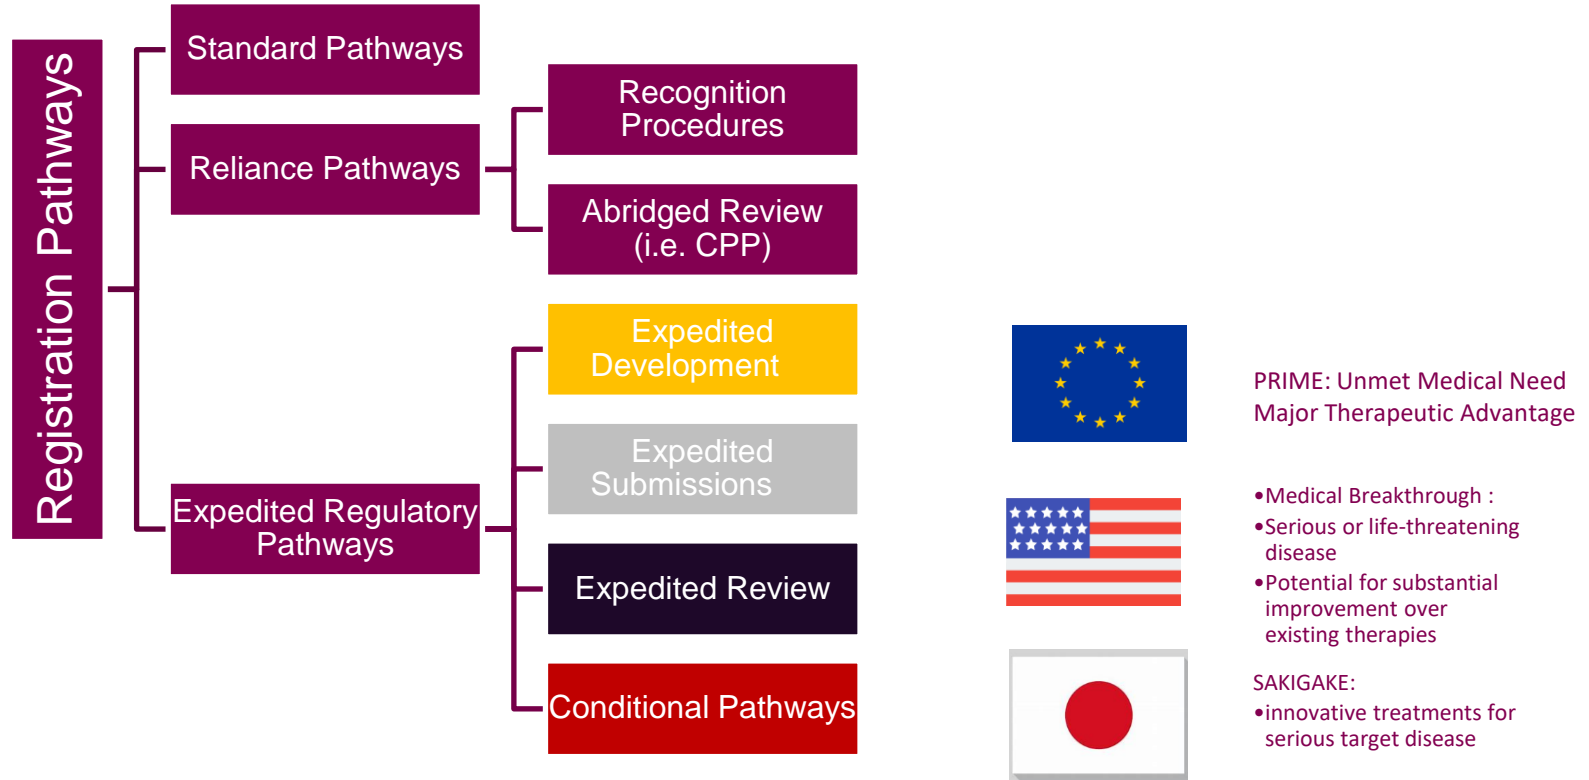 Registration Pathways
Standard Pathways
Reliance Pathways
Expedited Regulatory
Pathways
Recognition
Procedures
Abridged Review
(i.e. CPP)
Expedited
Development
Expedited
Submissions
Expedited Review
Conditional Pathways
PRIME: Unmet Medical Need
Major Therapeutic Advantage
•Medical Breakthrough :
•Serious or life-threatening
disease
•Potential for substantial
improvement over
existing therapies
SAKIGAKE:
•innovative treatments for
serious target disease